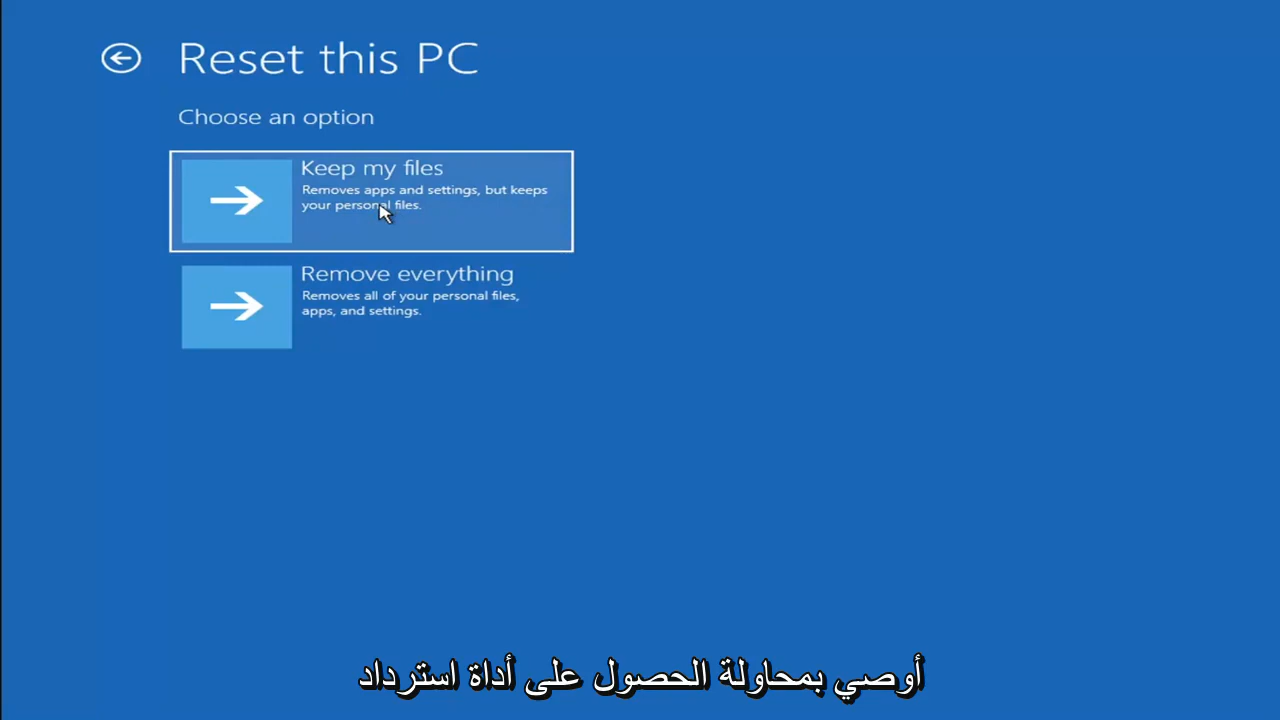 Reset this PC
Choose an option
Keep my files
Removes apps and settings, but keeps
your personal files.
Remove everything
Removes all of your personal files,
apps, and settings.
أوصي بمحاولة الحصول على أداة استرداد